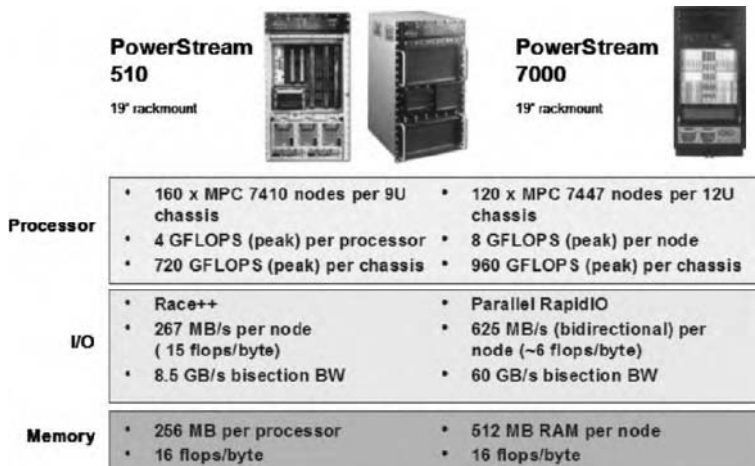 PowerStream
510
19" rackmount
PowerStream
7000
19" rackmount
Processor
• 160 x MPC 7410 nodes per 9U
chassis
• 4 GFLOPS (peak) per processor
• 720 GFLOPS (peak) per chassis
• 120 x MPC 7447 nodes per 12U
chassis
• 8 GFLOPS (peak) per node
• 960 GFLOPS (peak) per chassis
I/O
• Race++
• 267 MB/s per node
( 15 flops/byte)
• 8.5 GB/s bisection BW
• Parallel RapidIO
• 625 MB/s (bidirectional) per
node (~6 flops/byte)
• 60 GB/s bisection BW
Memory
• 256 MB per processor
• 16 flops/byte
• 512 MB RAM per node
• 16 flops/byte